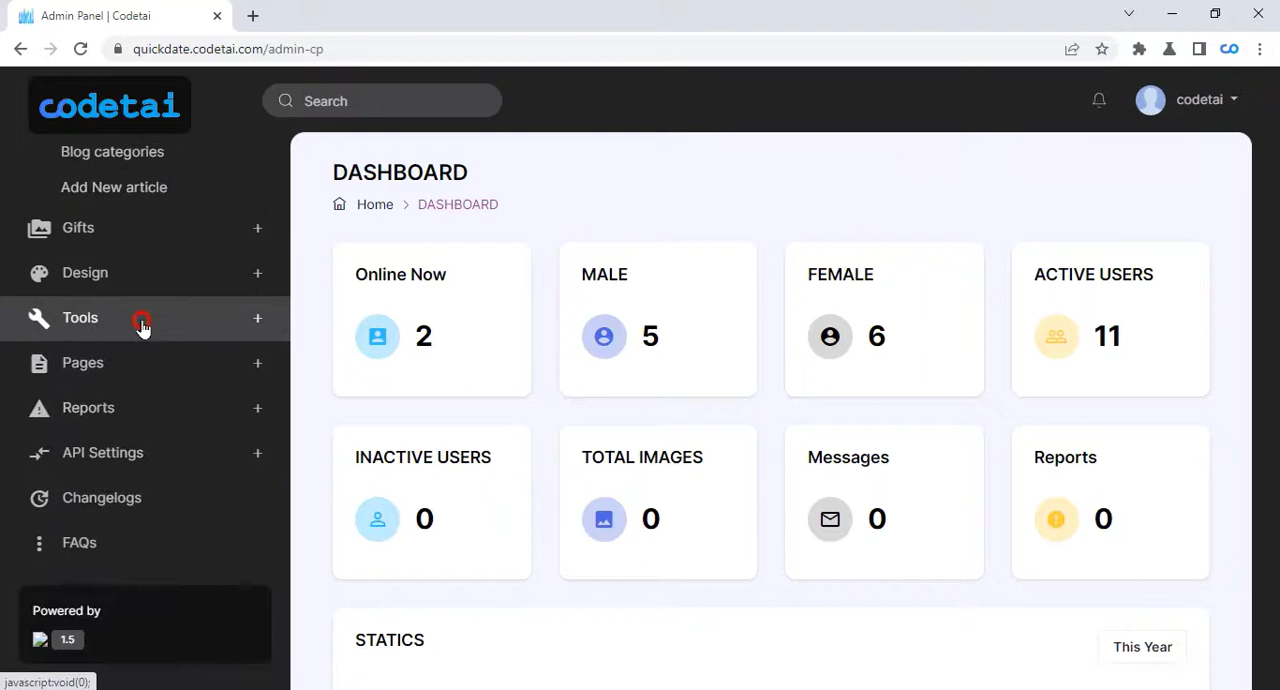 Admin Panel | Codetai
quickdate.codetai.com/admin-cp
codetai
Search
codetai
Blog categories
Add New article
Gifts +
Design +
Tools +
Pages +
Reports +
API Settings +
Changelogs
FAQs
Powered by
1.5
javascript:void(0);
DASHBOARD
Home > DASHBOARD
Online Now
2
MALE
5
FEMALE
6
ACTIVE USERS
11
INACTIVE USERS
0
TOTAL IMAGES
0
Messages
0
Reports
0
STATICS
This Year